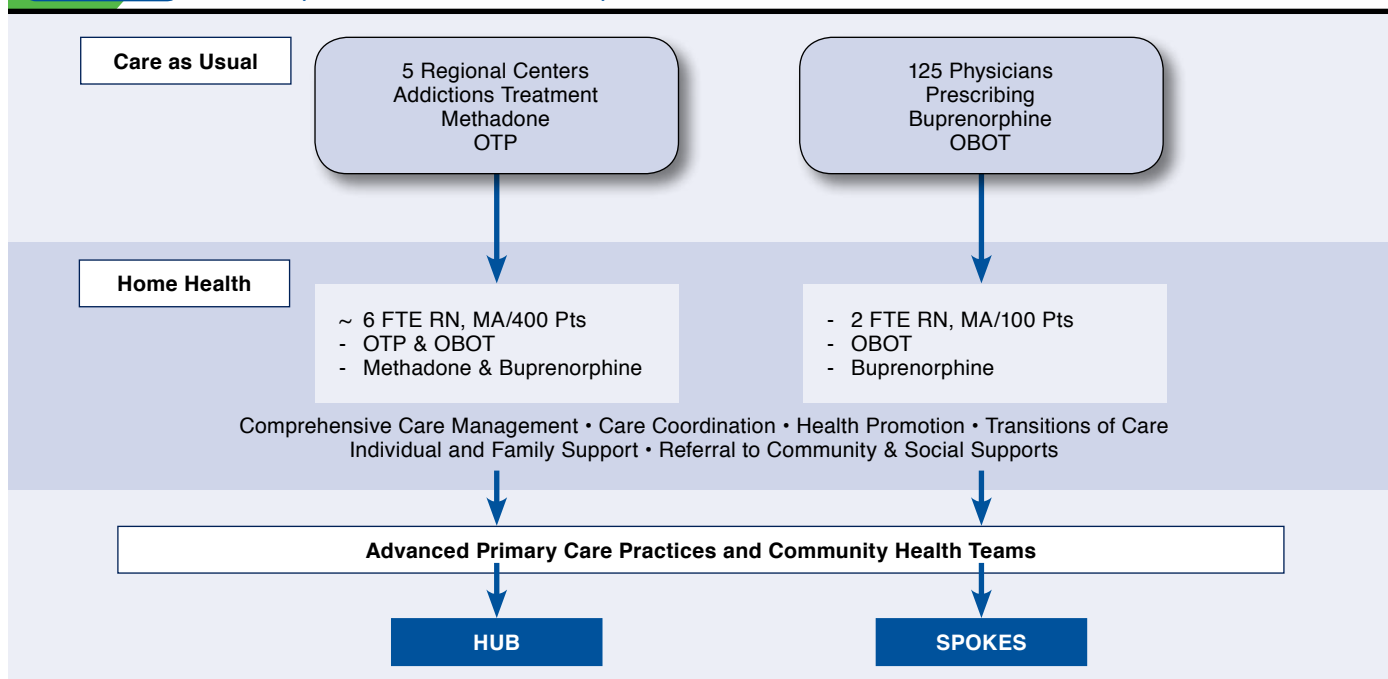 Care as Usual
5 Regional Centers
Addictions Treatment
Methadone
OTP
125 Physicians
Prescribing
Buprenorphine
OBOT
Home Health
~ 6 FTE RN, MA/400 Pts
- OTP & OBOT
- Methadone & Buprenorphine
- 2 FTE RN, MA/100 Pts
- OBOT
- Buprenorphine
Comprehensive Care Management • Care Coordination • Health Promotion • Transitions of Care
Individual and Family Support • Referral to Community & Social Supports
Advanced Primary Care Practices and Community Health Teams
HUB
SPOKES